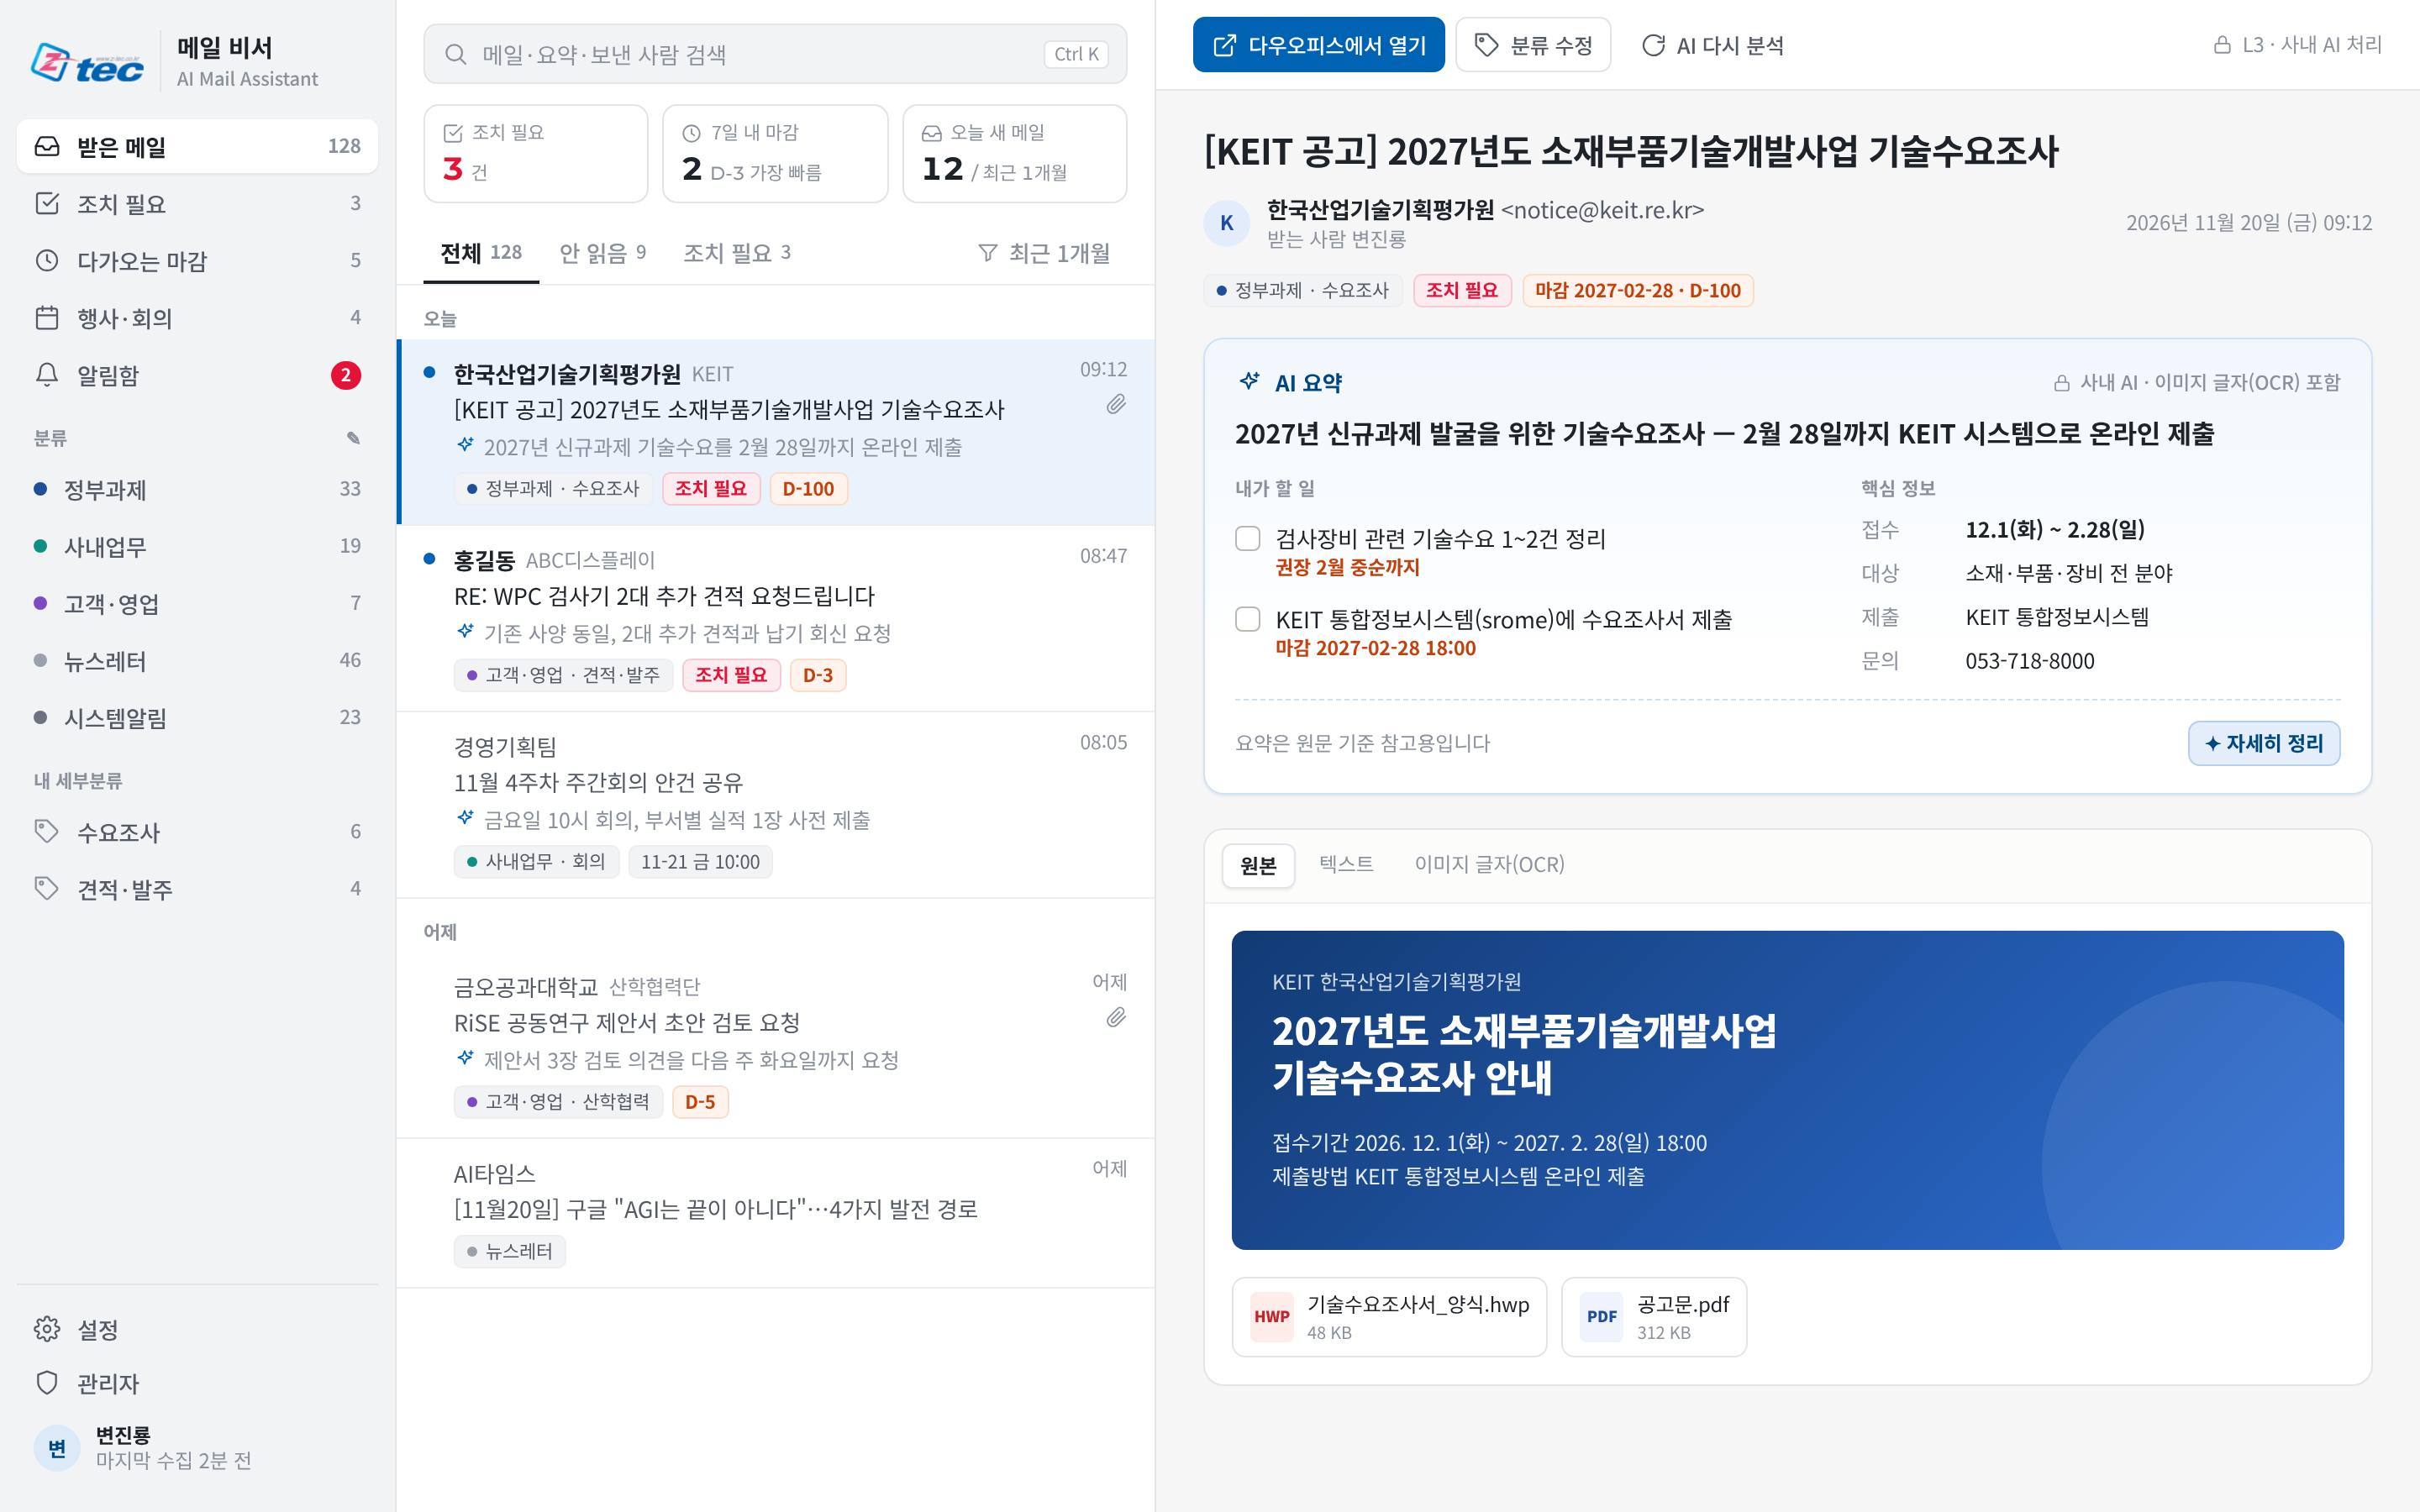 Z tec
www.z-tec.co.kr
메일 비서
AI Mail Assistant
받은 메일 128
조치 필요 3
다가오는 마감 5
행사·회의 4
알림함 2
분류
정부과제 33
사내업무 19
고객·영업 7
뉴스레터 46
시스템알림 23
내 세부분류
수요조사 6
견적·발주 4
설정
관리자
변
변진룡
마지막 수집 2분 전
메일·요약·보낸 사람 검색 Ctrl K
조치 필요
3 건
7일 내 마감
2 D-3 가장 빠름
오늘 새 메일
12 / 최근 1개월
전체 128 안 읽음 9 조치 필요 3 최근 1개월
오늘
한국산업기술기획평가원 KEIT 09:12
[KEIT 공고] 2027년도 소재부품기술개발사업 기술수요조사
2027년 신규과제 기술수요를 2월 28일까지 온라인 제출
정부과제 · 수요조사 조치 필요 D-100
홍길동 ABC디스플레이 08:47
RE: WPC 검사기 2대 추가 견적 요청드립니다
기존 사양 동일, 2대 추가 견적과 납기 회신 요청
고객·영업 · 견적·발주 조치 필요 D-3
경영기획팀 08:05
11월 4주차 주간회의 안건 공유
금요일 10시 회의, 부서별 실적 1장 사전 제출
사내업무 · 회의 11-21 금 10:00
어제
금오공과대학교 산학협력단 어제
RiSE 공동연구 제안서 초안 검토 요청
제안서 3장 검토 의견을 다음 주 화요일까지 요청
고객·영업 · 산학협력 D-5
AI타임스 어제
[11월20일] 구글 "AGI는 끝이 아니다"···4가지 발전 경로
뉴스레터
다우오피스에서 열기 분류 수정 AI 다시 분석 L3 · 사내 AI 처리
[KEIT 공고] 2027년도 소재부품기술개발사업 기술수요조사
K
한국산업기술기획평가원 <notice@keit.re.kr>
받는 사람 변진룡
2026년 11월 20일 (금) 09:12
정부과제 · 수요조사 조치 필요 마감 2027-02-28 · D-100
AI 요약 사내 AI · 이미지 글자(OCR) 포함
2027년 신규과제 발굴을 위한 기술수요조사 — 2월 28일까지 KEIT 시스템으로 온라인 제출
내가 할 일
검사장비 관련 기술수요 1~2건 정리
권장 2월 중순까지
KEIT 통합정보시스템(srome)에 수요조사서 제출
마감 2027-02-28 18:00
핵심 정보
접수 12.1(화) ~ 2.28(일)
대상 소재·부품·장비 전 분야
제출 KEIT 통합정보시스템
문의 053-718-8000
요약은 원문 기준 참고용입니다 자세히 정리
원본 텍스트 이미지 글자(OCR)
KEIT 한국산업기술기획평가원
2027년도 소재부품기술개발사업
기술수요조사 안내
접수기간 2026. 12. 1(화) ~ 2027. 2. 28(일) 18:00
제출방법 KEIT 통합정보시스템 온라인 제출
HWP 기술수요조사서_양식.hwp
48 KB
PDF 공고문.pdf
312 KB